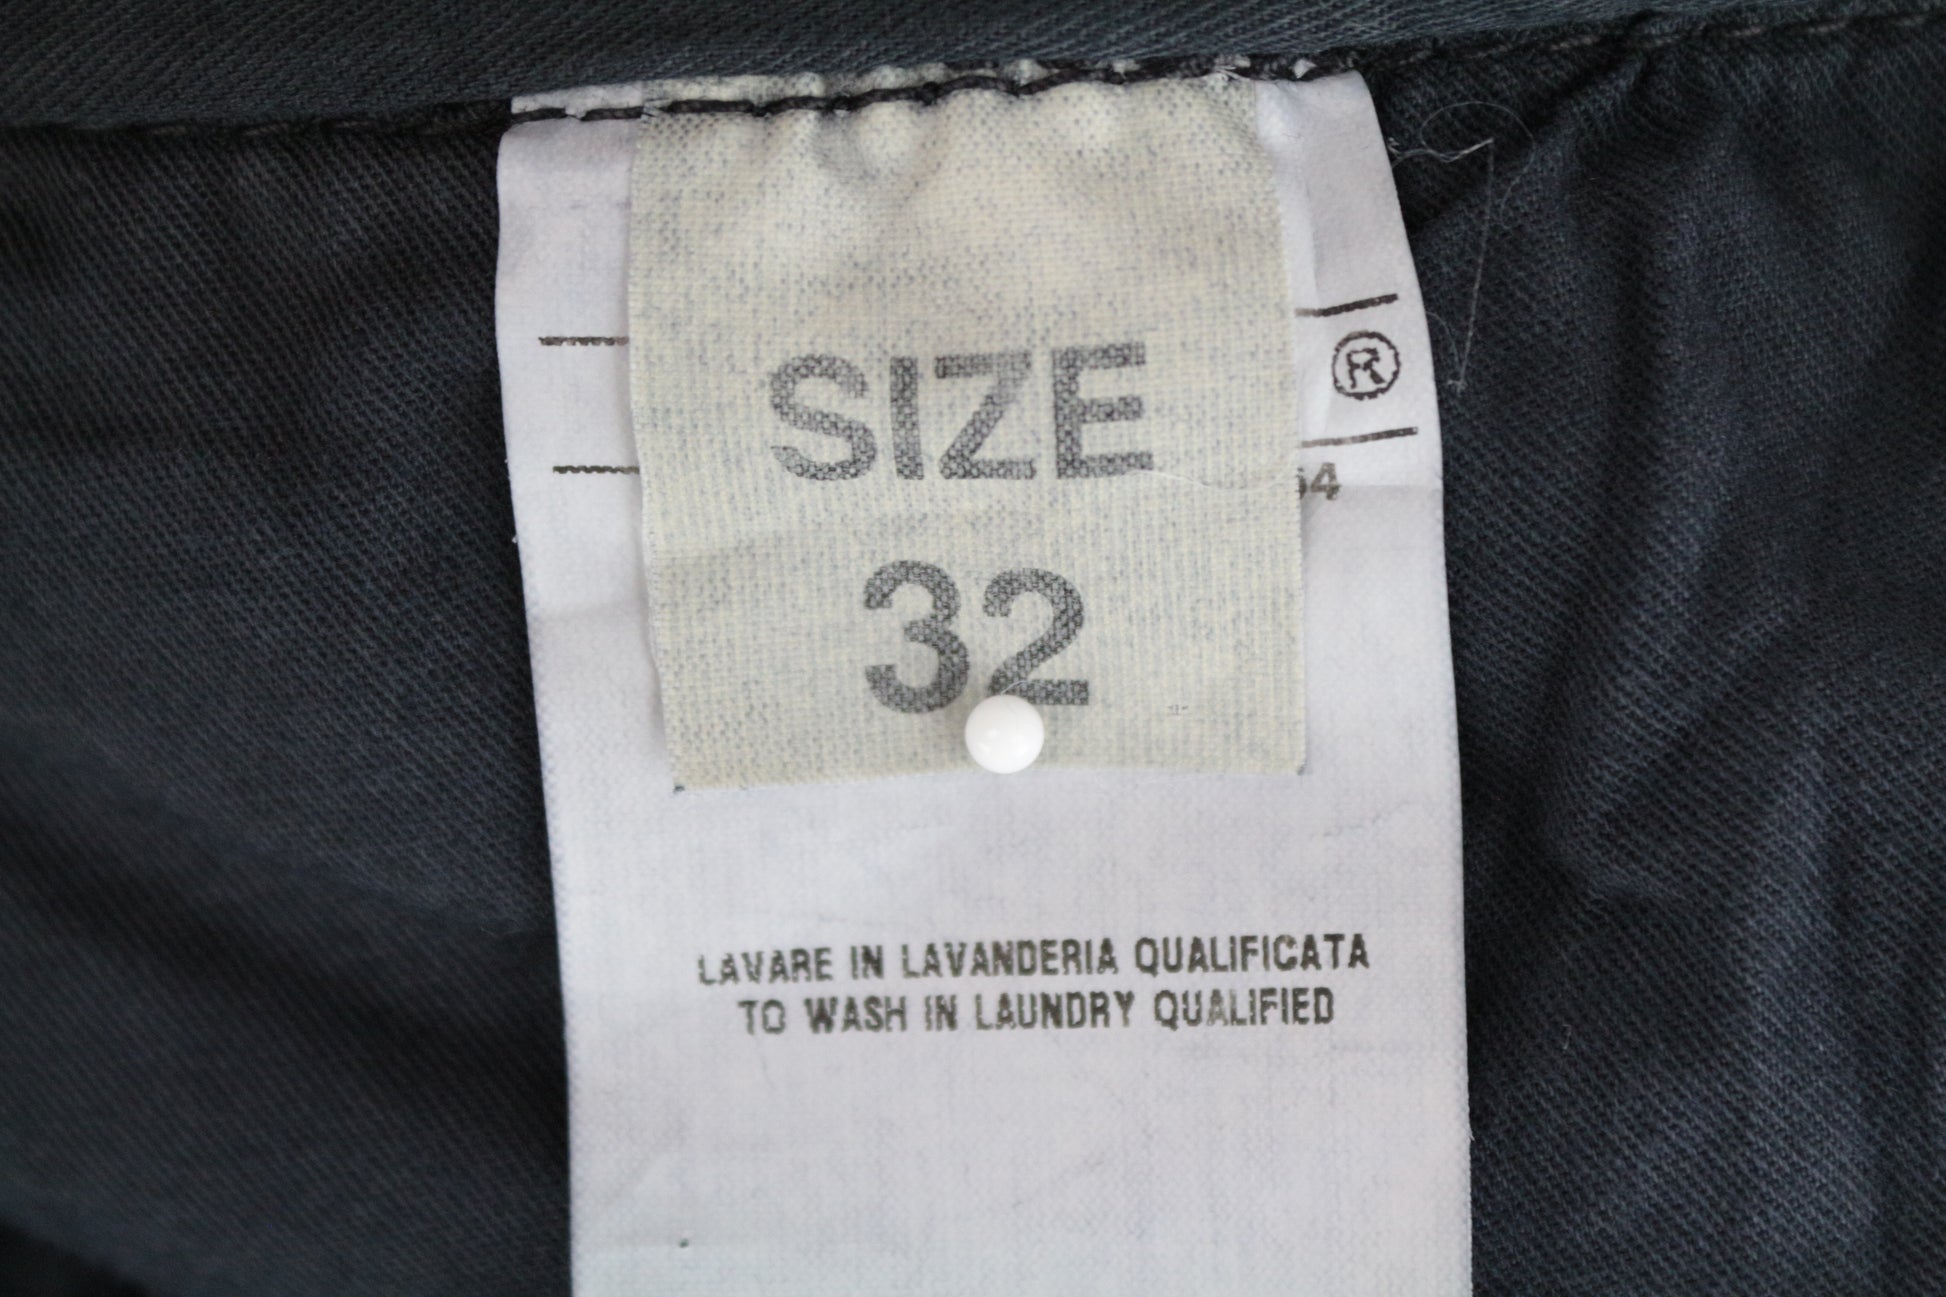 SIZE
32
®
LAVARE IN LAVANDERIA QUALIFICATA
TO WASH IN LAUNDRY QUALIFIED